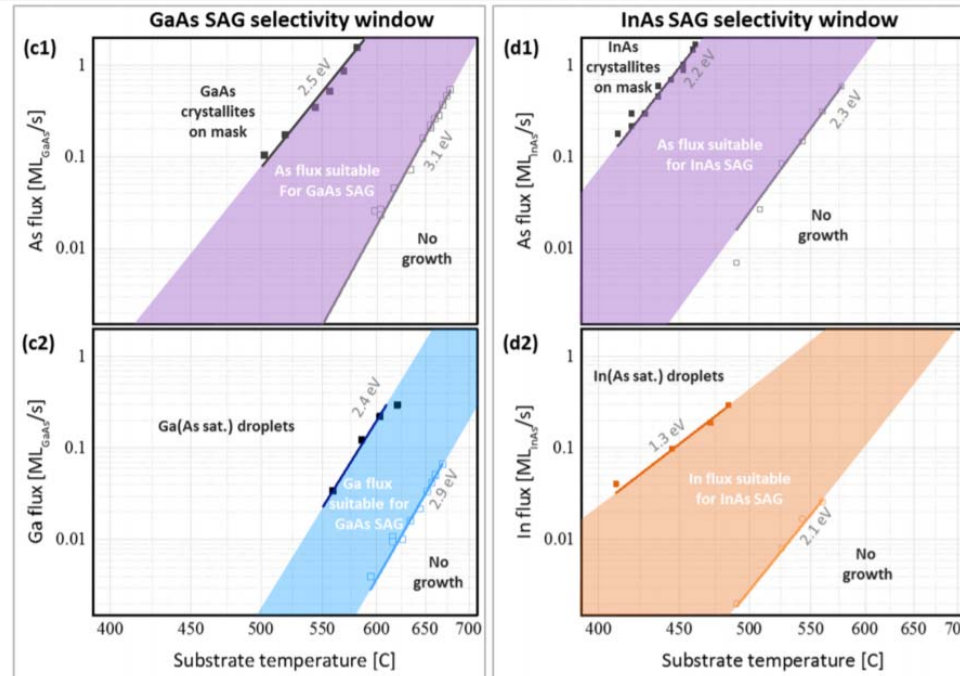 GaAs SAG selectivity window
InAs SAG selectivity window
(c1)
As flux [ML_GaAs/s]
1
0.1
0.01
GaAs
crystallites
on mask
2.5 eV
As flux suitable
For GaAs SAG
3.1 eV
No
growth
(d1)
As flux [ML_InAs/s]
1
0.1
0.01
InAs
crystallites
on mask
2.2 eV
As flux suitable
for InAs SAG
2.3 eV
No
growth
(c2)
Ga flux [ML_GaAs/s]
1
0.1
0.01
Ga(As sat.) droplets
2.4 eV
Ga flux
suitable for
GaAs SAG
2.9 eV
No
growth
400 450 500 550 600 650 700
Substrate temperature [C]
(d2)
In flux [ML_InAs/s]
1
0.1
0.01
In(As sat.) droplets
1.3 eV
In flux suitable
for InAs SAG
2.1 eV
No
growth
400 450 500 550 600 650 70
Substrate temperature [C]